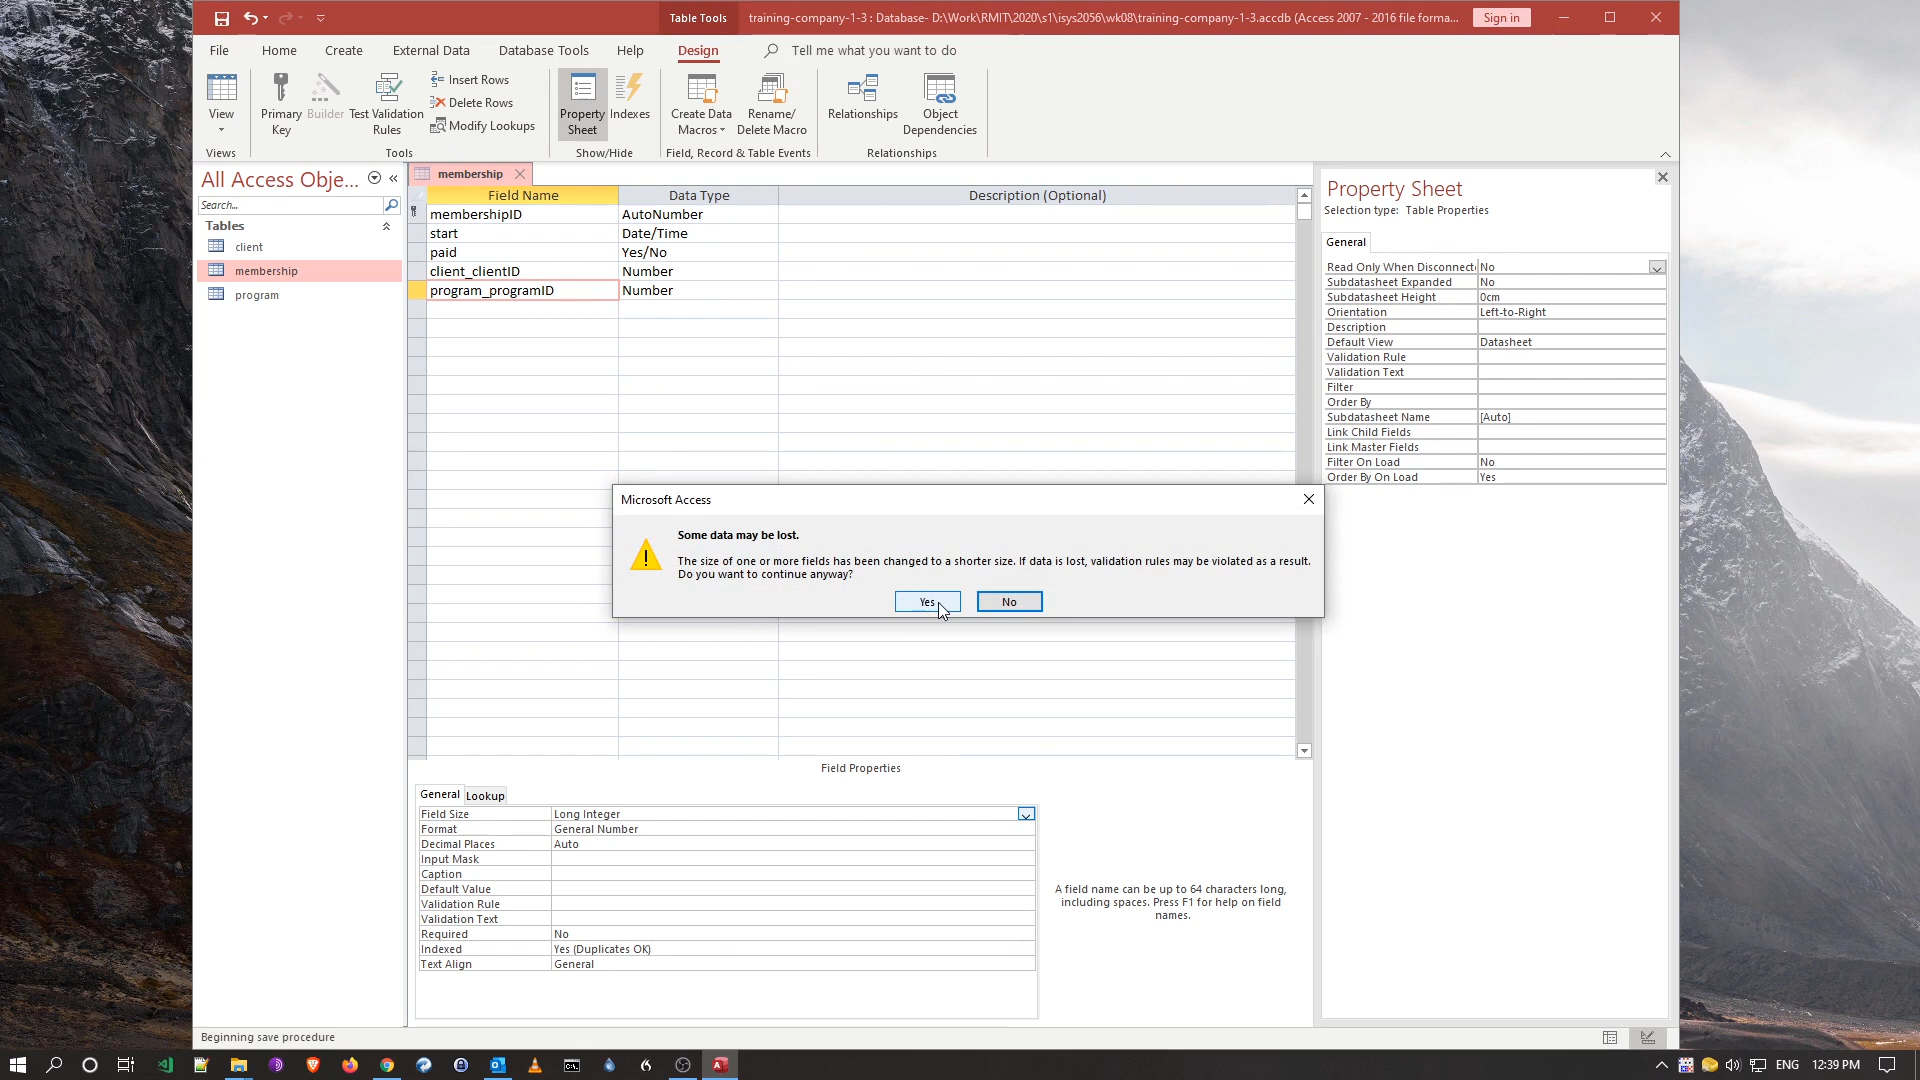 Table Tools
training-company-1-3 : Database- D:\Work\RMIT\2020\s1\isys2056\wk08\training-company-1-3.accdb (Access 2007 - 2016 file forma...
Sign in
File
Home
Create
External Data
Database Tools
Help
Design
Tell me what you want to do
View
Primary Key
Builder
Test Validation Rules
Insert Rows
Delete Rows
Modify Lookups
Property Sheet
Indexes
Create Data Macros
Rename/ Delete Macro
Relationships
Object Dependencies
Views
Tools
Show/Hide
Field, Record & Table Events
Relationships
All Access Obje...
Search...
Tables
client
membership
program
membership
Field Name Data Type Description (Optional)
membershipID AutoNumber
start Date/Time
paid Yes/No
client_clientID Number
program_programID Number
Microsoft Access
Some data may be lost.
The size of one or more fields has been changed to a shorter size. If data is lost, validation rules may be violated as a result.
Do you want to continue anyway?
Yes
No
Field Properties
General
Lookup
Field Size Long Integer
Format General Number
Decimal Places Auto
Input Mask
Caption
Default Value
Validation Rule
Validation Text
Required No
Indexed Yes (Duplicates OK)
Text Align General
A field name can be up to 64 characters long,
including spaces. Press F1 for help on field
names.
Property Sheet
Selection type: Table Properties
General
Read Only When Disconnect No
Subdatasheet Expanded No
Subdatasheet Height 0cm
Orientation Left-to-Right
Description
Default View Datasheet
Validation Rule
Validation Text
Filter
Order By
Subdatasheet Name [Auto]
Link Child Fields
Link Master Fields
Filter On Load No
Order By On Load Yes
Beginning save procedure
ENG
12:39 PM